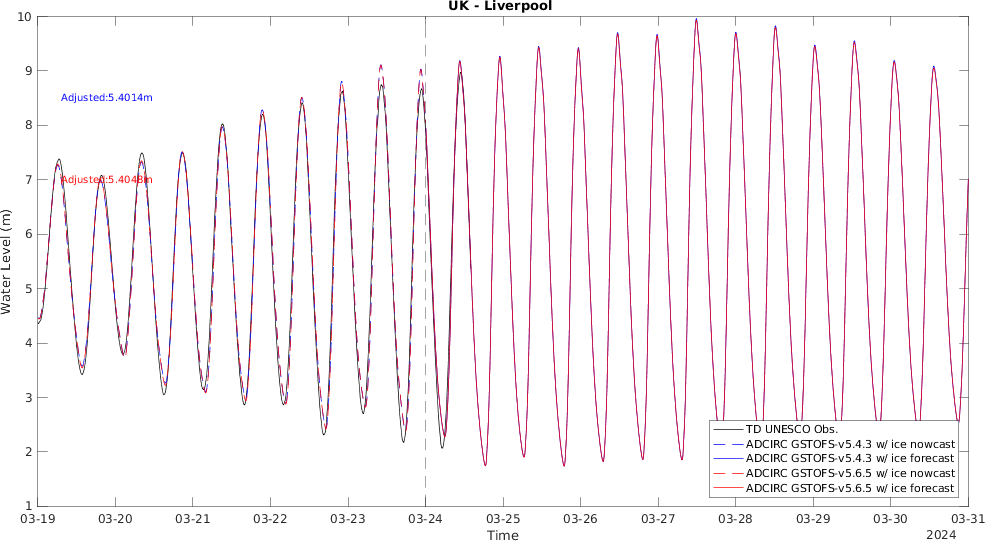 UK - Liverpool
10
9
8
7
6
5
4
3
2
1
Water Level (m)
Adjusted:5.4014m
Adjusted:5.4048m
TD UNESCO Obs.
ADCIRC GSTOFS-v5.4.3 w/ ice nowcast
ADCIRC GSTOFS-v5.4.3 w/ ice forecast
ADCIRC GSTOFS-v5.6.5 w/ ice nowcast
ADCIRC GSTOFS-v5.6.5 w/ ice forecast
03-19 03-20 03-21 03-22 03-23 03-24 03-25 03-26 03-27 03-28 03-29 03-30 03-31
Time
2024